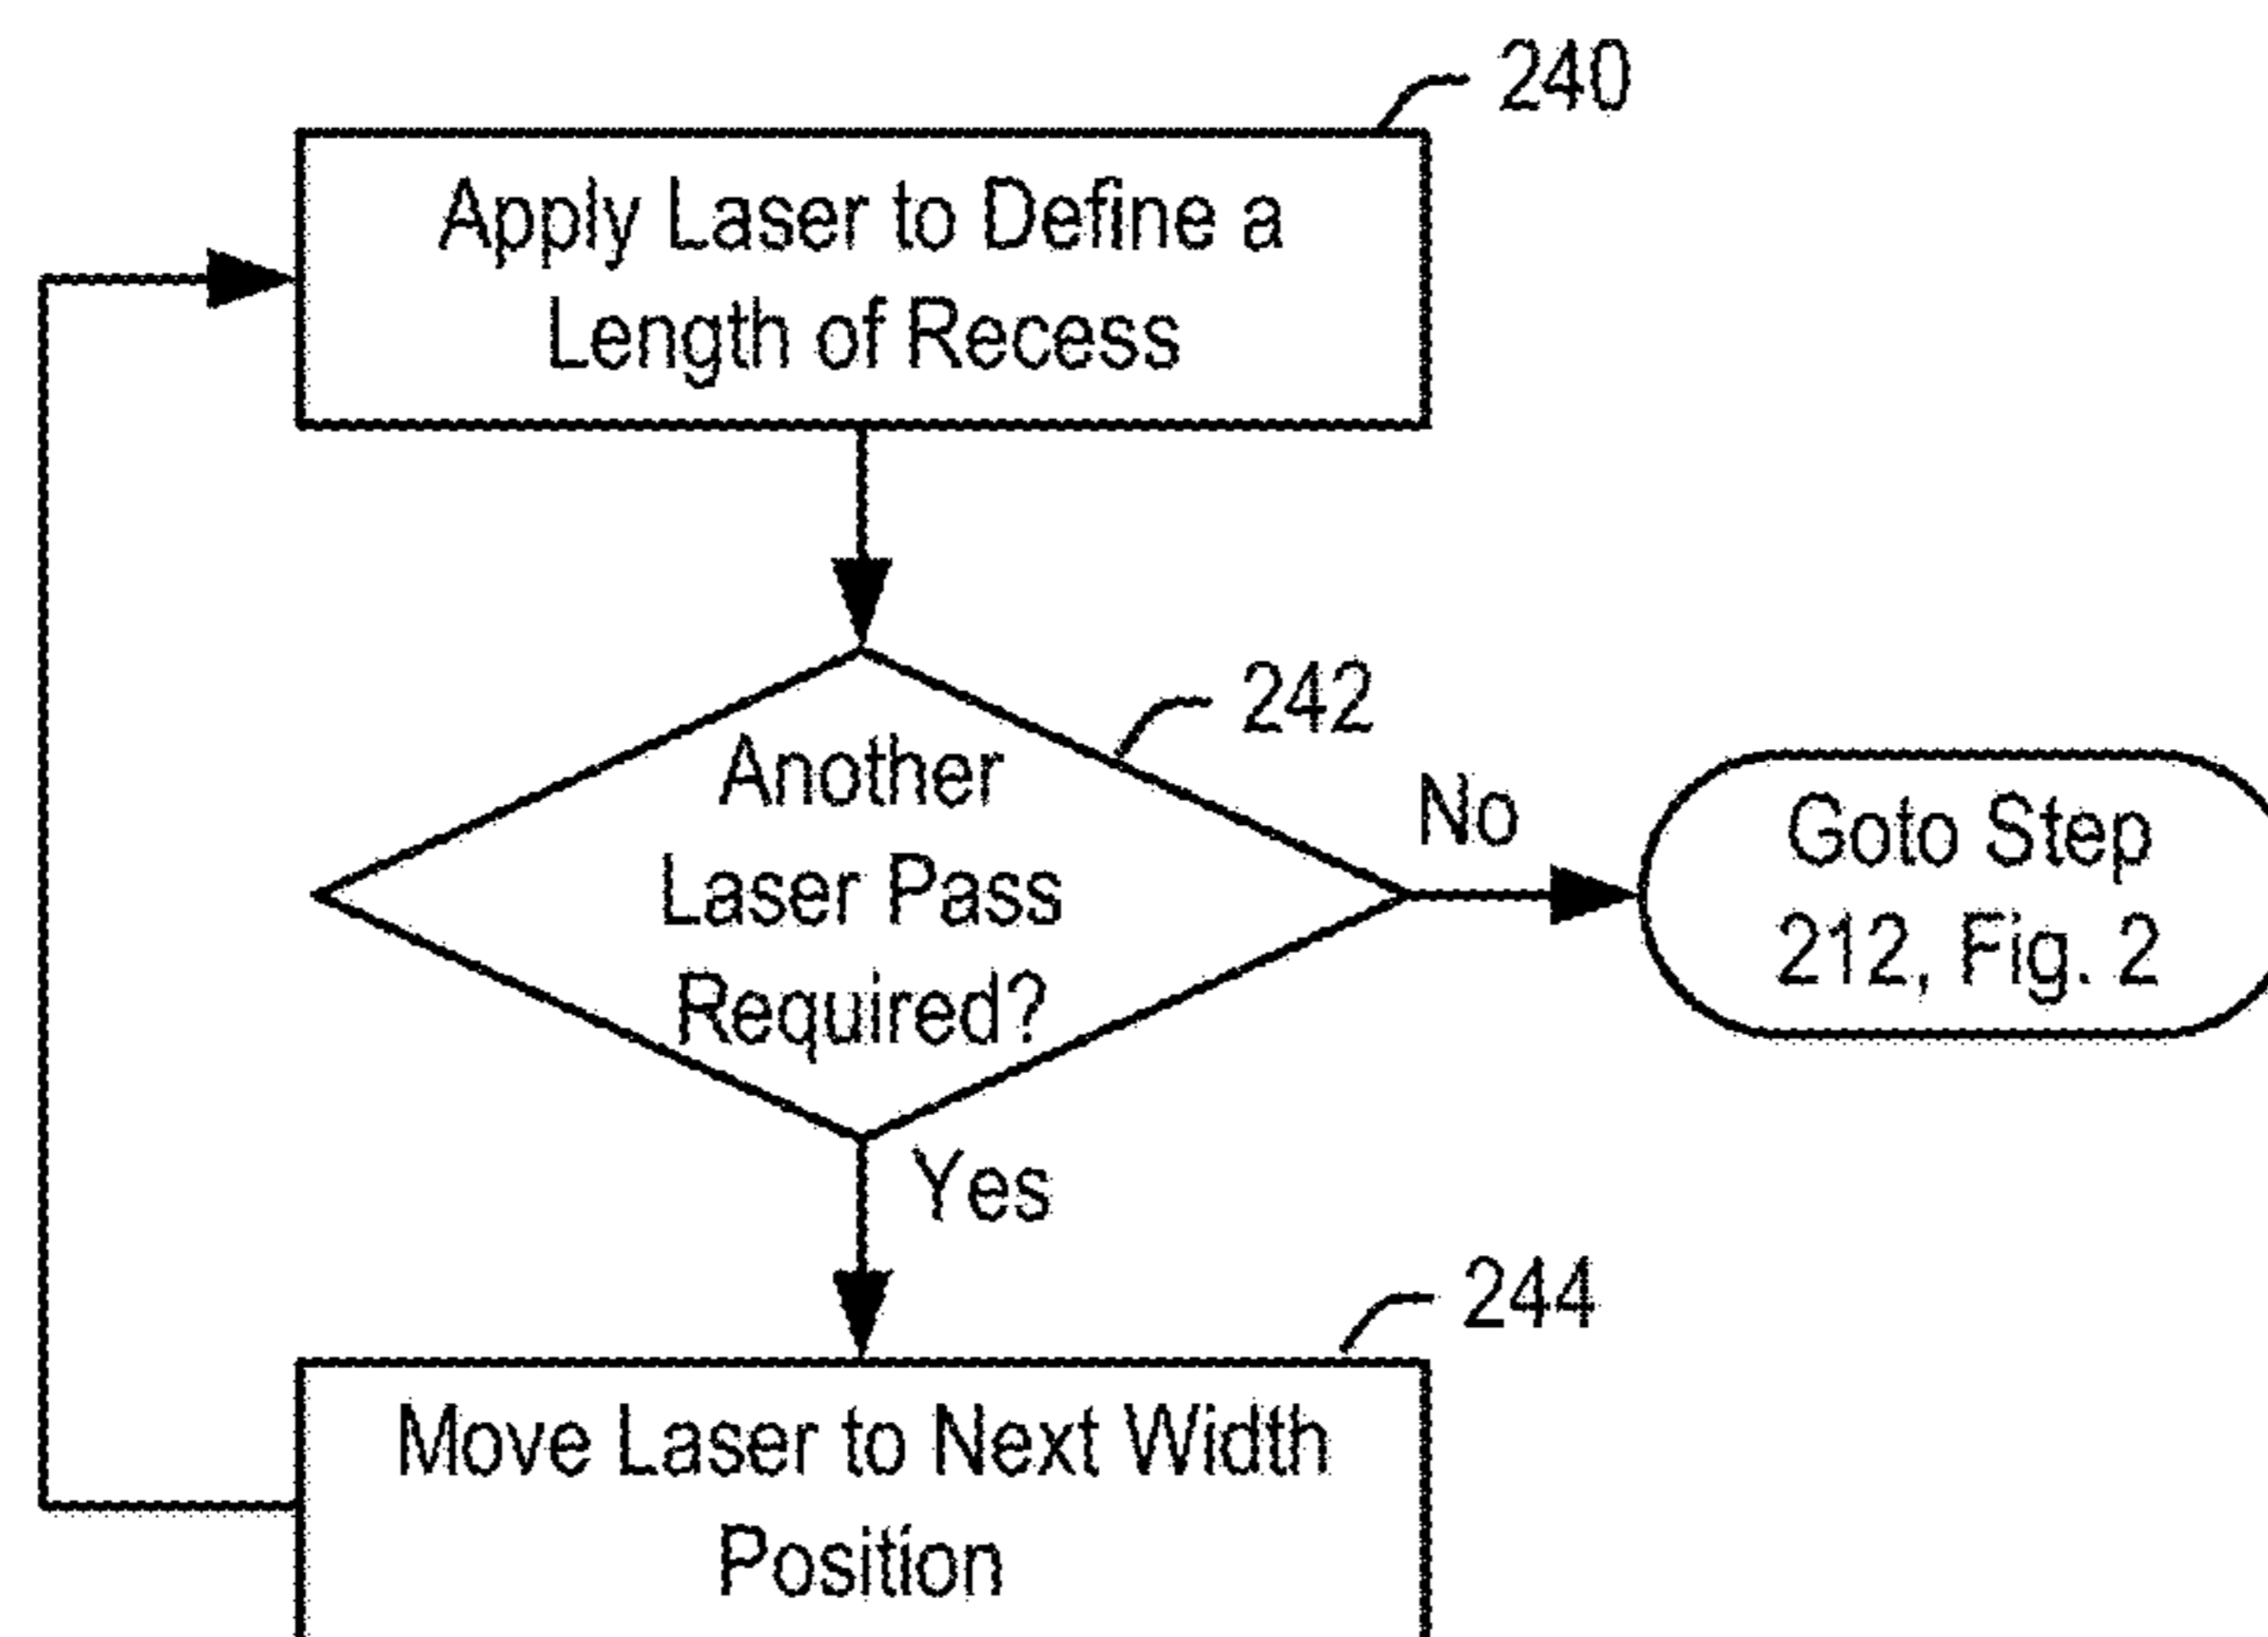 240
Apply Laser to Define a
Length of Recess
242
Another
Laser Pass
Required?
No
Goto Step
212, Fig. 2
Yes
244
Move Laser to Next Width
Position